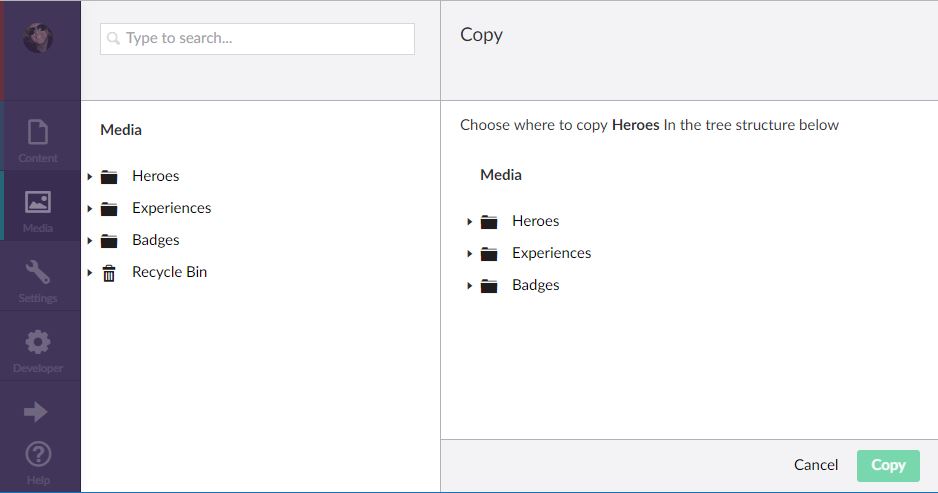 Type to search...
Copy
Content
Media
Settings
Developer
Help
Media
Heroes
Experiences
Badges
Recycle Bin
Choose where to copy Heroes In the tree structure below
Media
Heroes
Experiences
Badges
Cancel
Copy